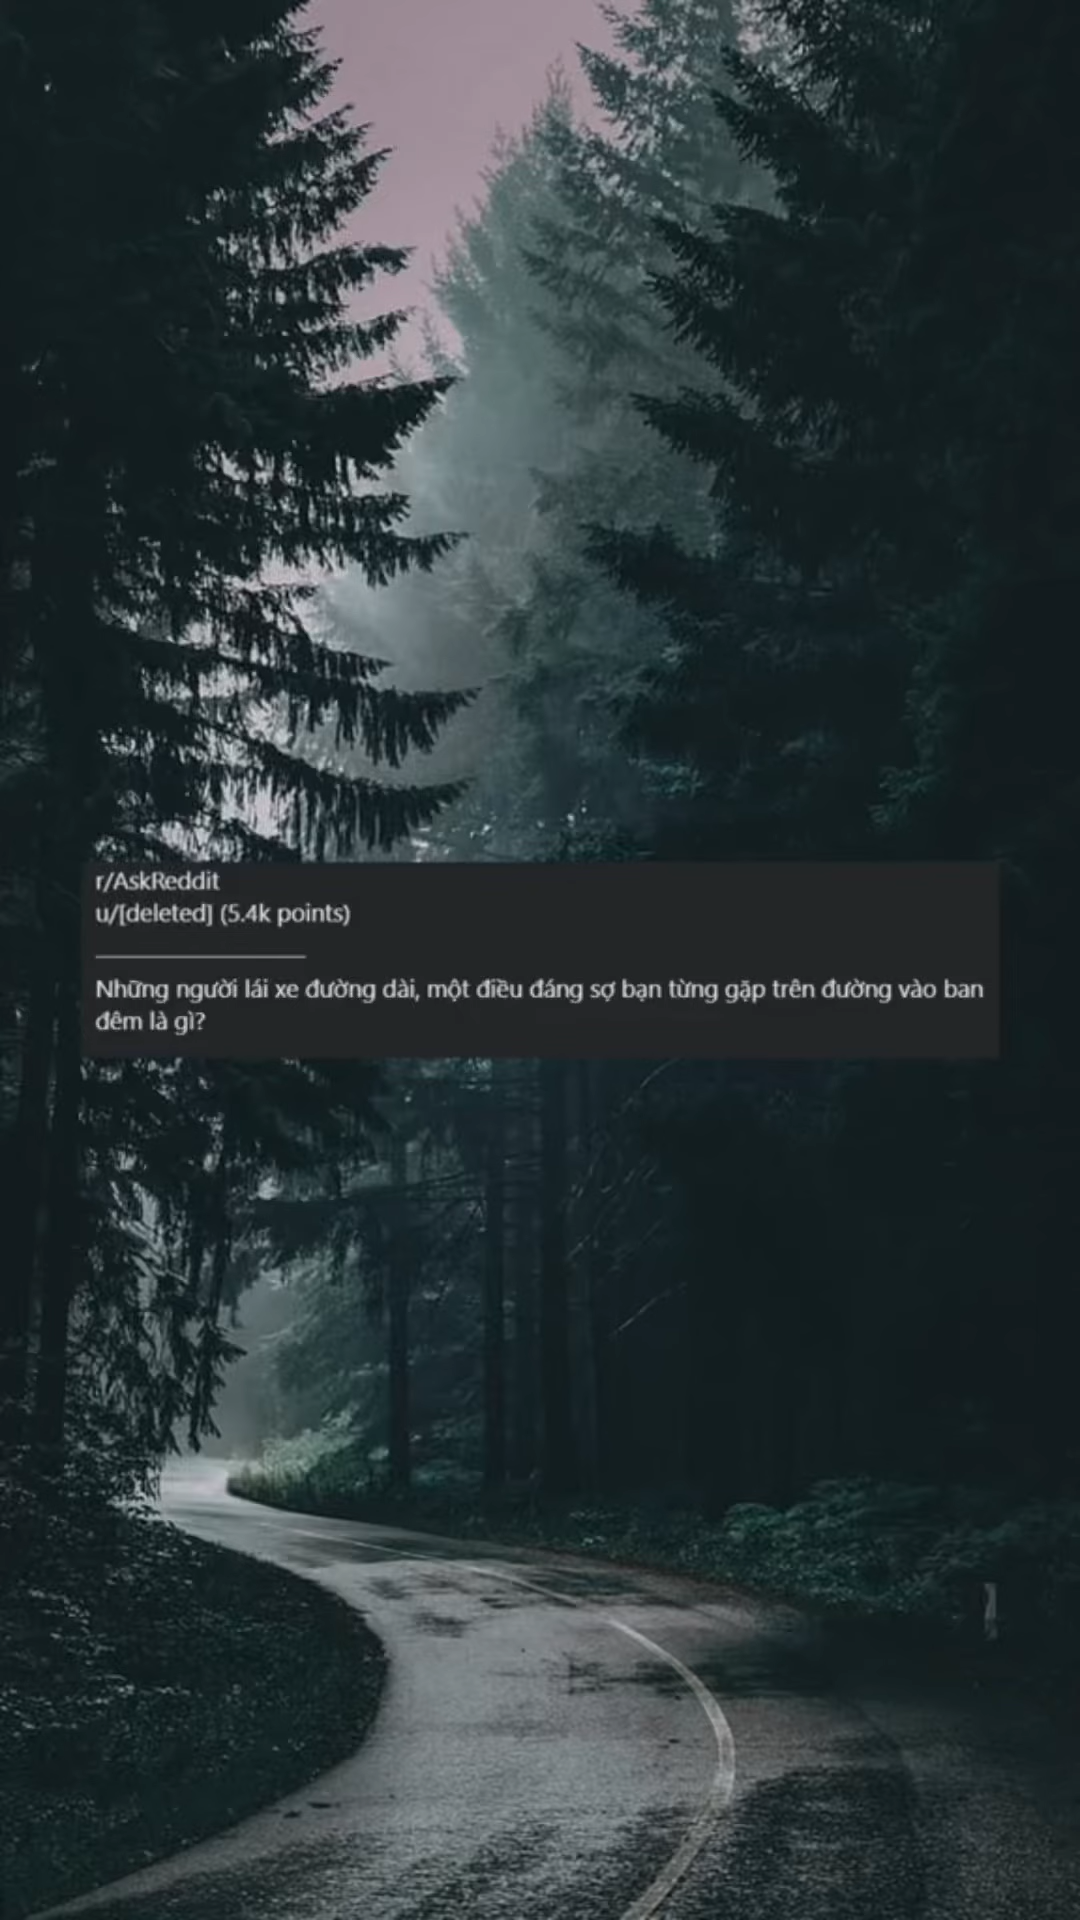 r/AskReddit
u/[deleted] (5.4k points)
Những người lái xe đường dài, một điều đáng sợ bạn từng gặp trên đường vào ban
đêm là gì?